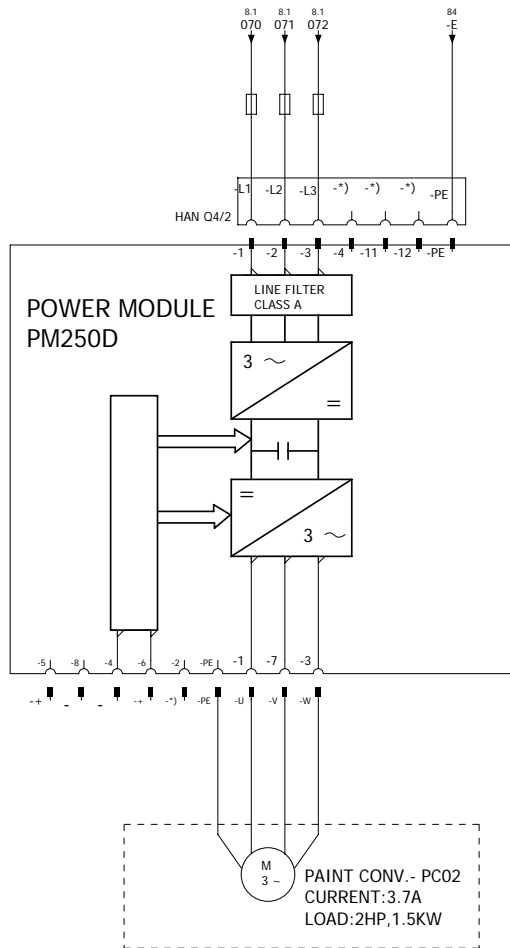 8.1 8.1 8.1 84
070 071 072 -E
-L1 -L2 -L3 -*) -*) -*) -PE
HAN Q4/2
-1 -2 -3 -4 -11 -12 -PE
LINE FILTER
CLASS A
POWER MODULE
PM250D
3 ~
=
=
3 ~
-5 -8 -4 -6 -2 -PE -1 -7 -3
-+ - - -+ -*) -PE -U -V -W
M
3 ~
PAINT CONV.- PC02
CURRENT:3.7A
LOAD:2HP,1.5KW